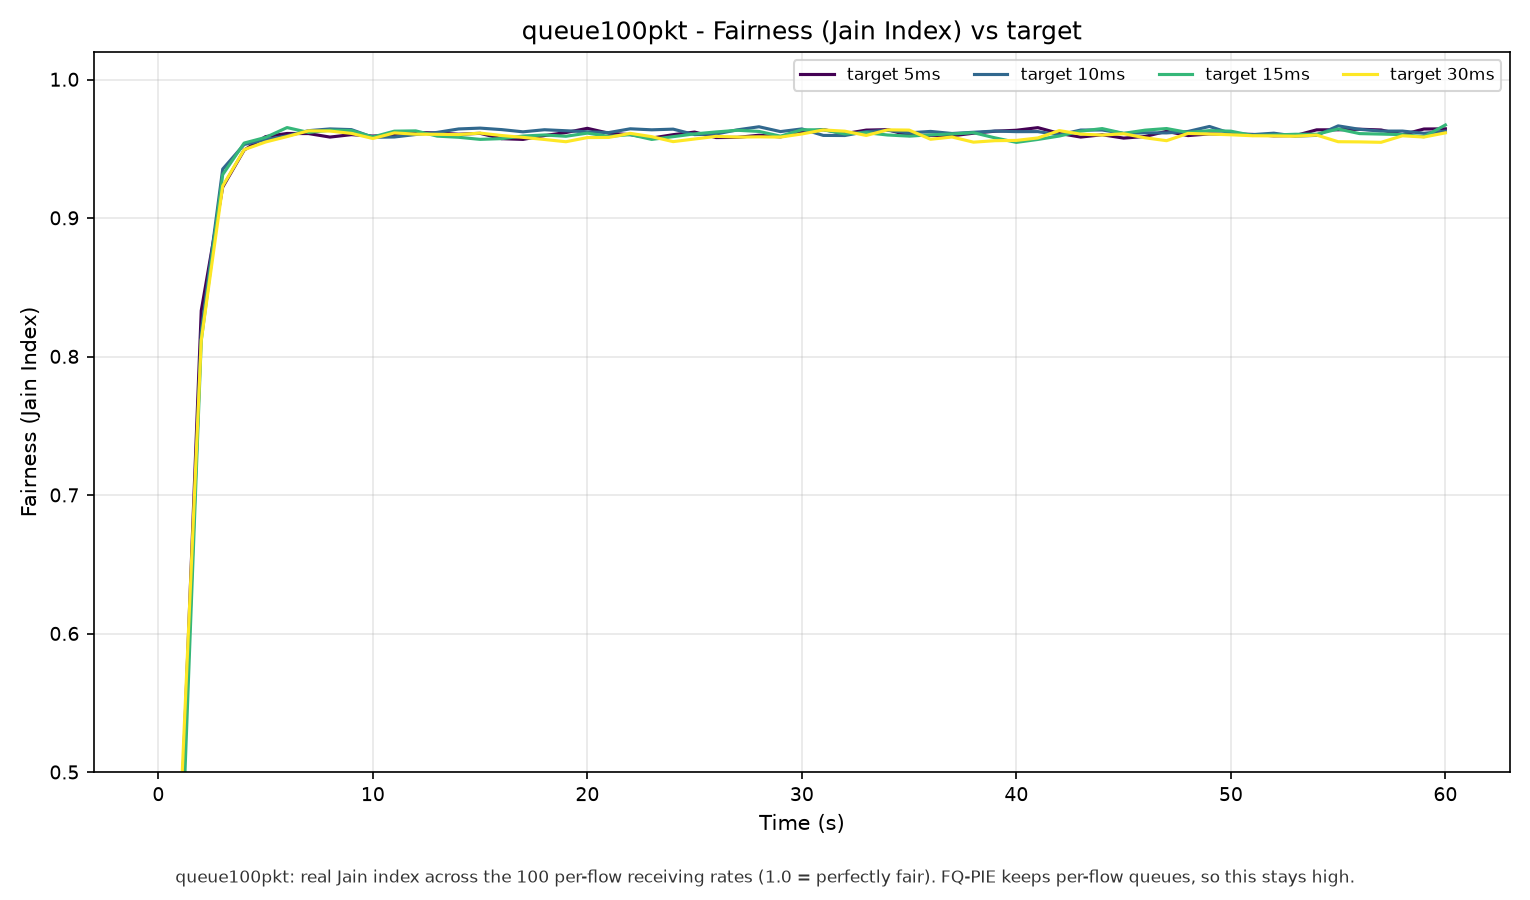 queue100pkt - Fairness (Jain Index) vs target
target 5ms
target 10ms
target 15ms
target 30ms
Fairness (Jain Index)
1.0
0.9
0.8
0.7
0.6
0.5
0
10
20
30
40
50
60
Time (s)
queue100pkt: real Jain index across the 100 per-flow receiving rates (1.0 = perfectly fair). FQ-PIE keeps per-flow queues, so this stays high.